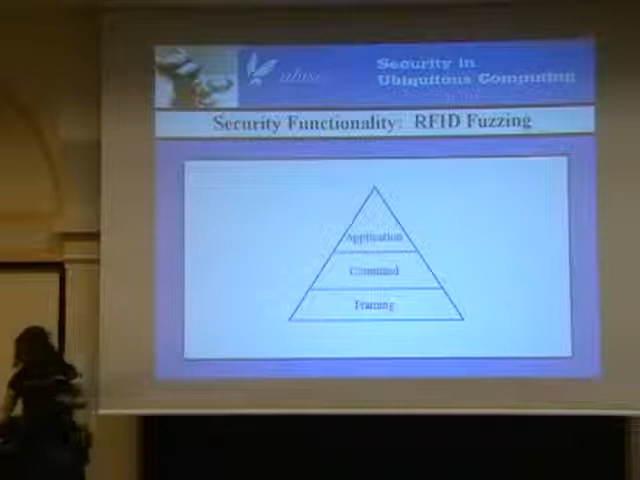 Security in
Ubiquitous Computing
Security Functionality: RFID Fuzzing
Application
Command
Framing